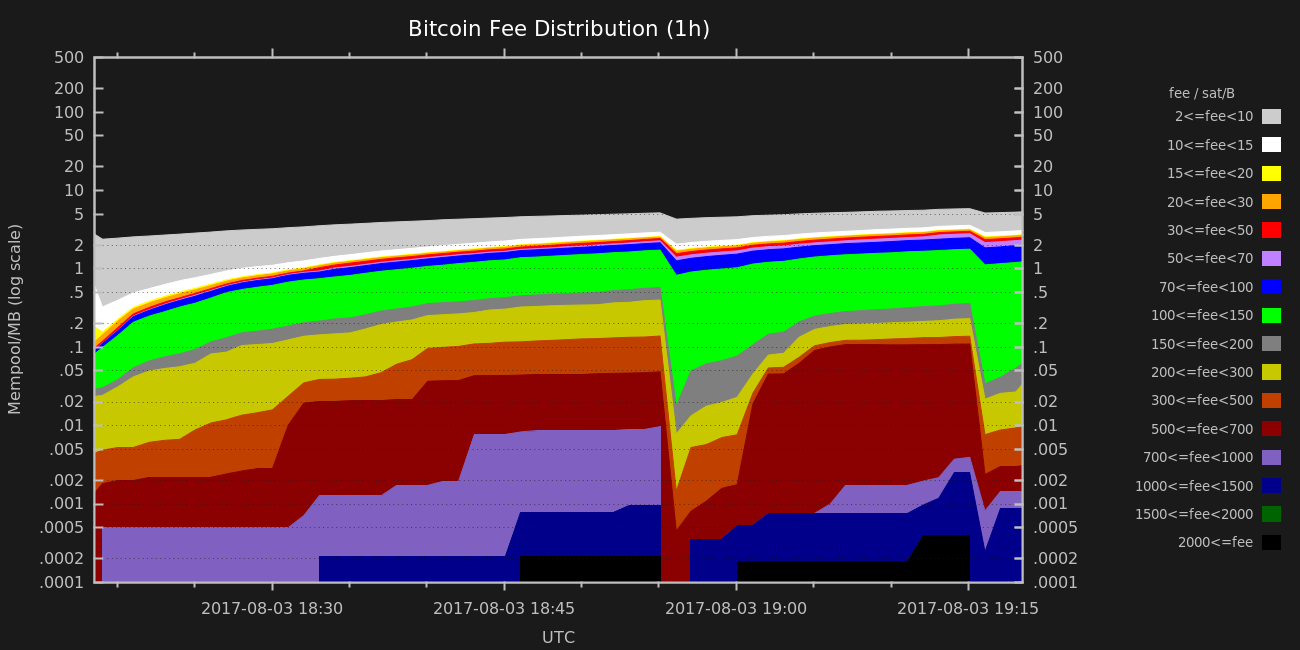 Bitcoin Fee Distribution (1h)
Mempool/MB (log scale)
500
200
100
50
20
10
5
2
1
.5
.2
.1
.05
.02
.01
.005
.002
.001
.0005
.0002
.0001
500
200
100
50
20
10
5
2
1
.5
.2
.1
.05
.02
.01
.005
.002
.001
.0005
.0002
.0001
2017-08-03 18:30 2017-08-03 18:45 2017-08-03 19:00 2017-08-03 19:15
UTC
fee / sat/B
2<=fee<10
10<=fee<15
15<=fee<20
20<=fee<30
30<=fee<50
50<=fee<70
70<=fee<100
100<=fee<150
150<=fee<200
200<=fee<300
300<=fee<500
500<=fee<700
700<=fee<1000
1000<=fee<1500
1500<=fee<2000
2000<=fee